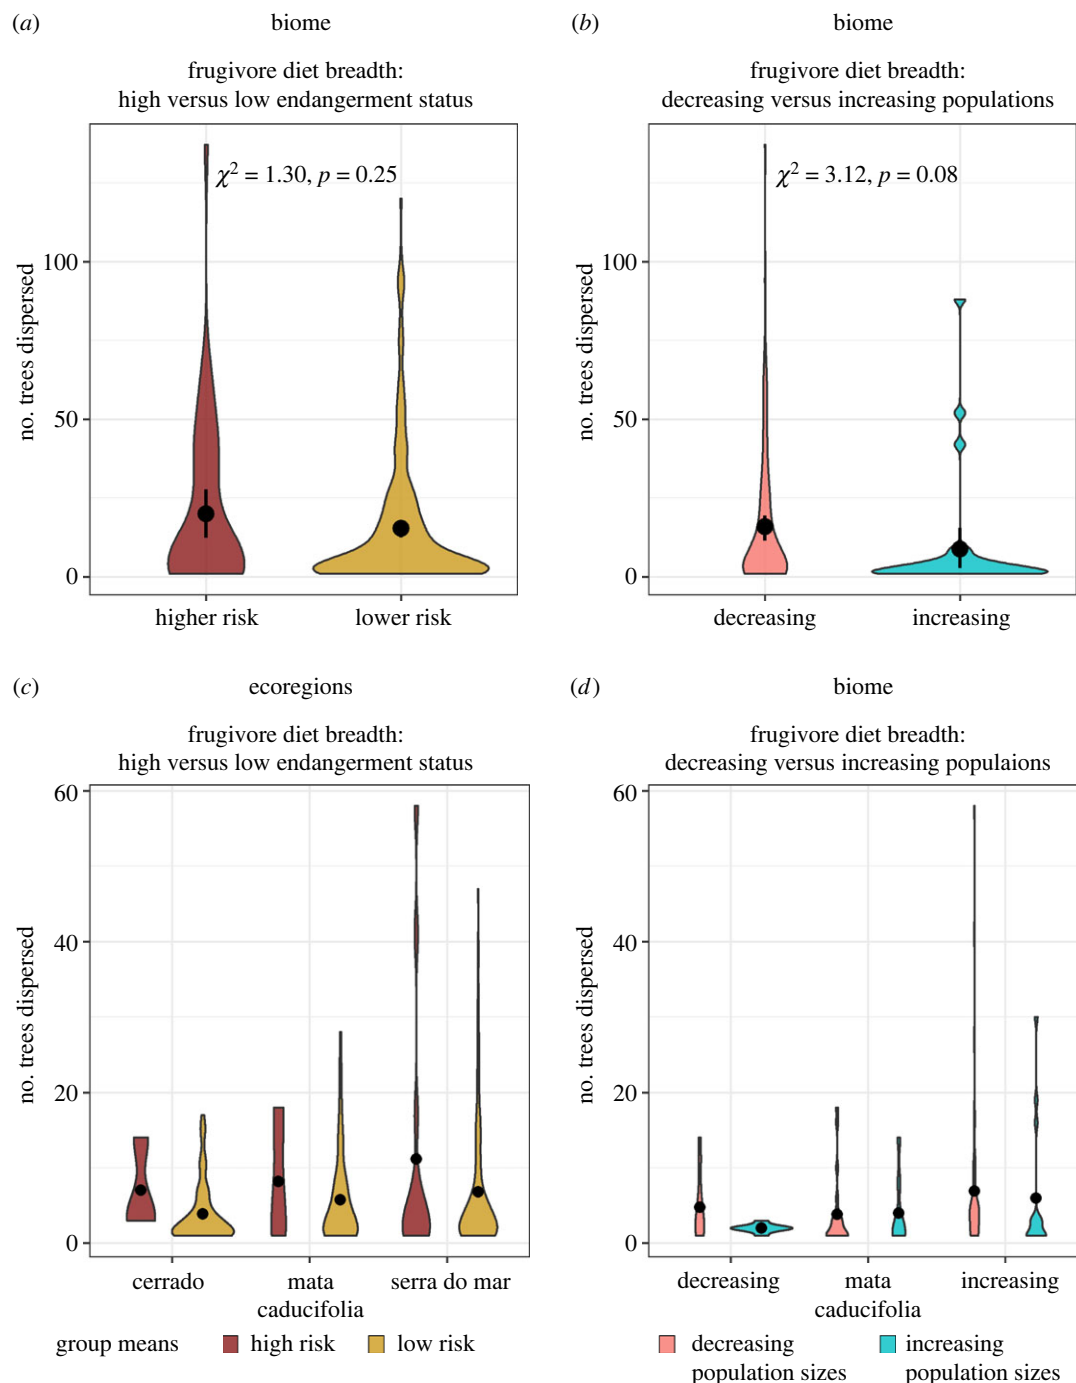 (a)
biome
frugivore diet breadth:
high versus low endangerment status
χ² = 1.30, p = 0.25
no. trees dispersed
100
50
0
higher risk
lower risk
(b)
biome
frugivore diet breadth:
decreasing versus increasing populations
χ² = 3.12, p = 0.08
no. trees dispersed
100
50
0
decreasing
increasing
(c)
ecoregions
frugivore diet breadth:
high versus low endangerment status
no. trees dispersed
60
40
20
0
cerrado
mata
caducifolia
serra do mar
group means
high risk
low risk
(d)
biome
frugivore diet breadth:
decreasing versus increasing populaions
no. trees dispersed
60
40
20
0
decreasing
mata
caducifolia
increasing
decreasing
population sizes
increasing
population sizes